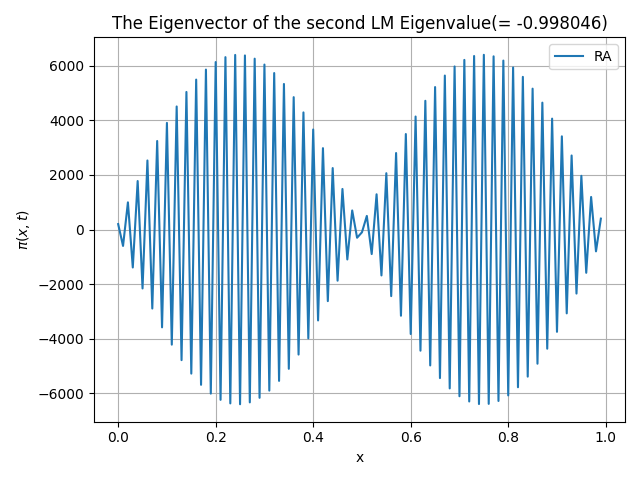 The Eigenvector of the second LM Eigenvalue(= -0.998046)
RA
6000
4000
2000
0
−2000
−4000
−6000
π(x, t)
0.0 0.2 0.4 0.6 0.8 1.0
x